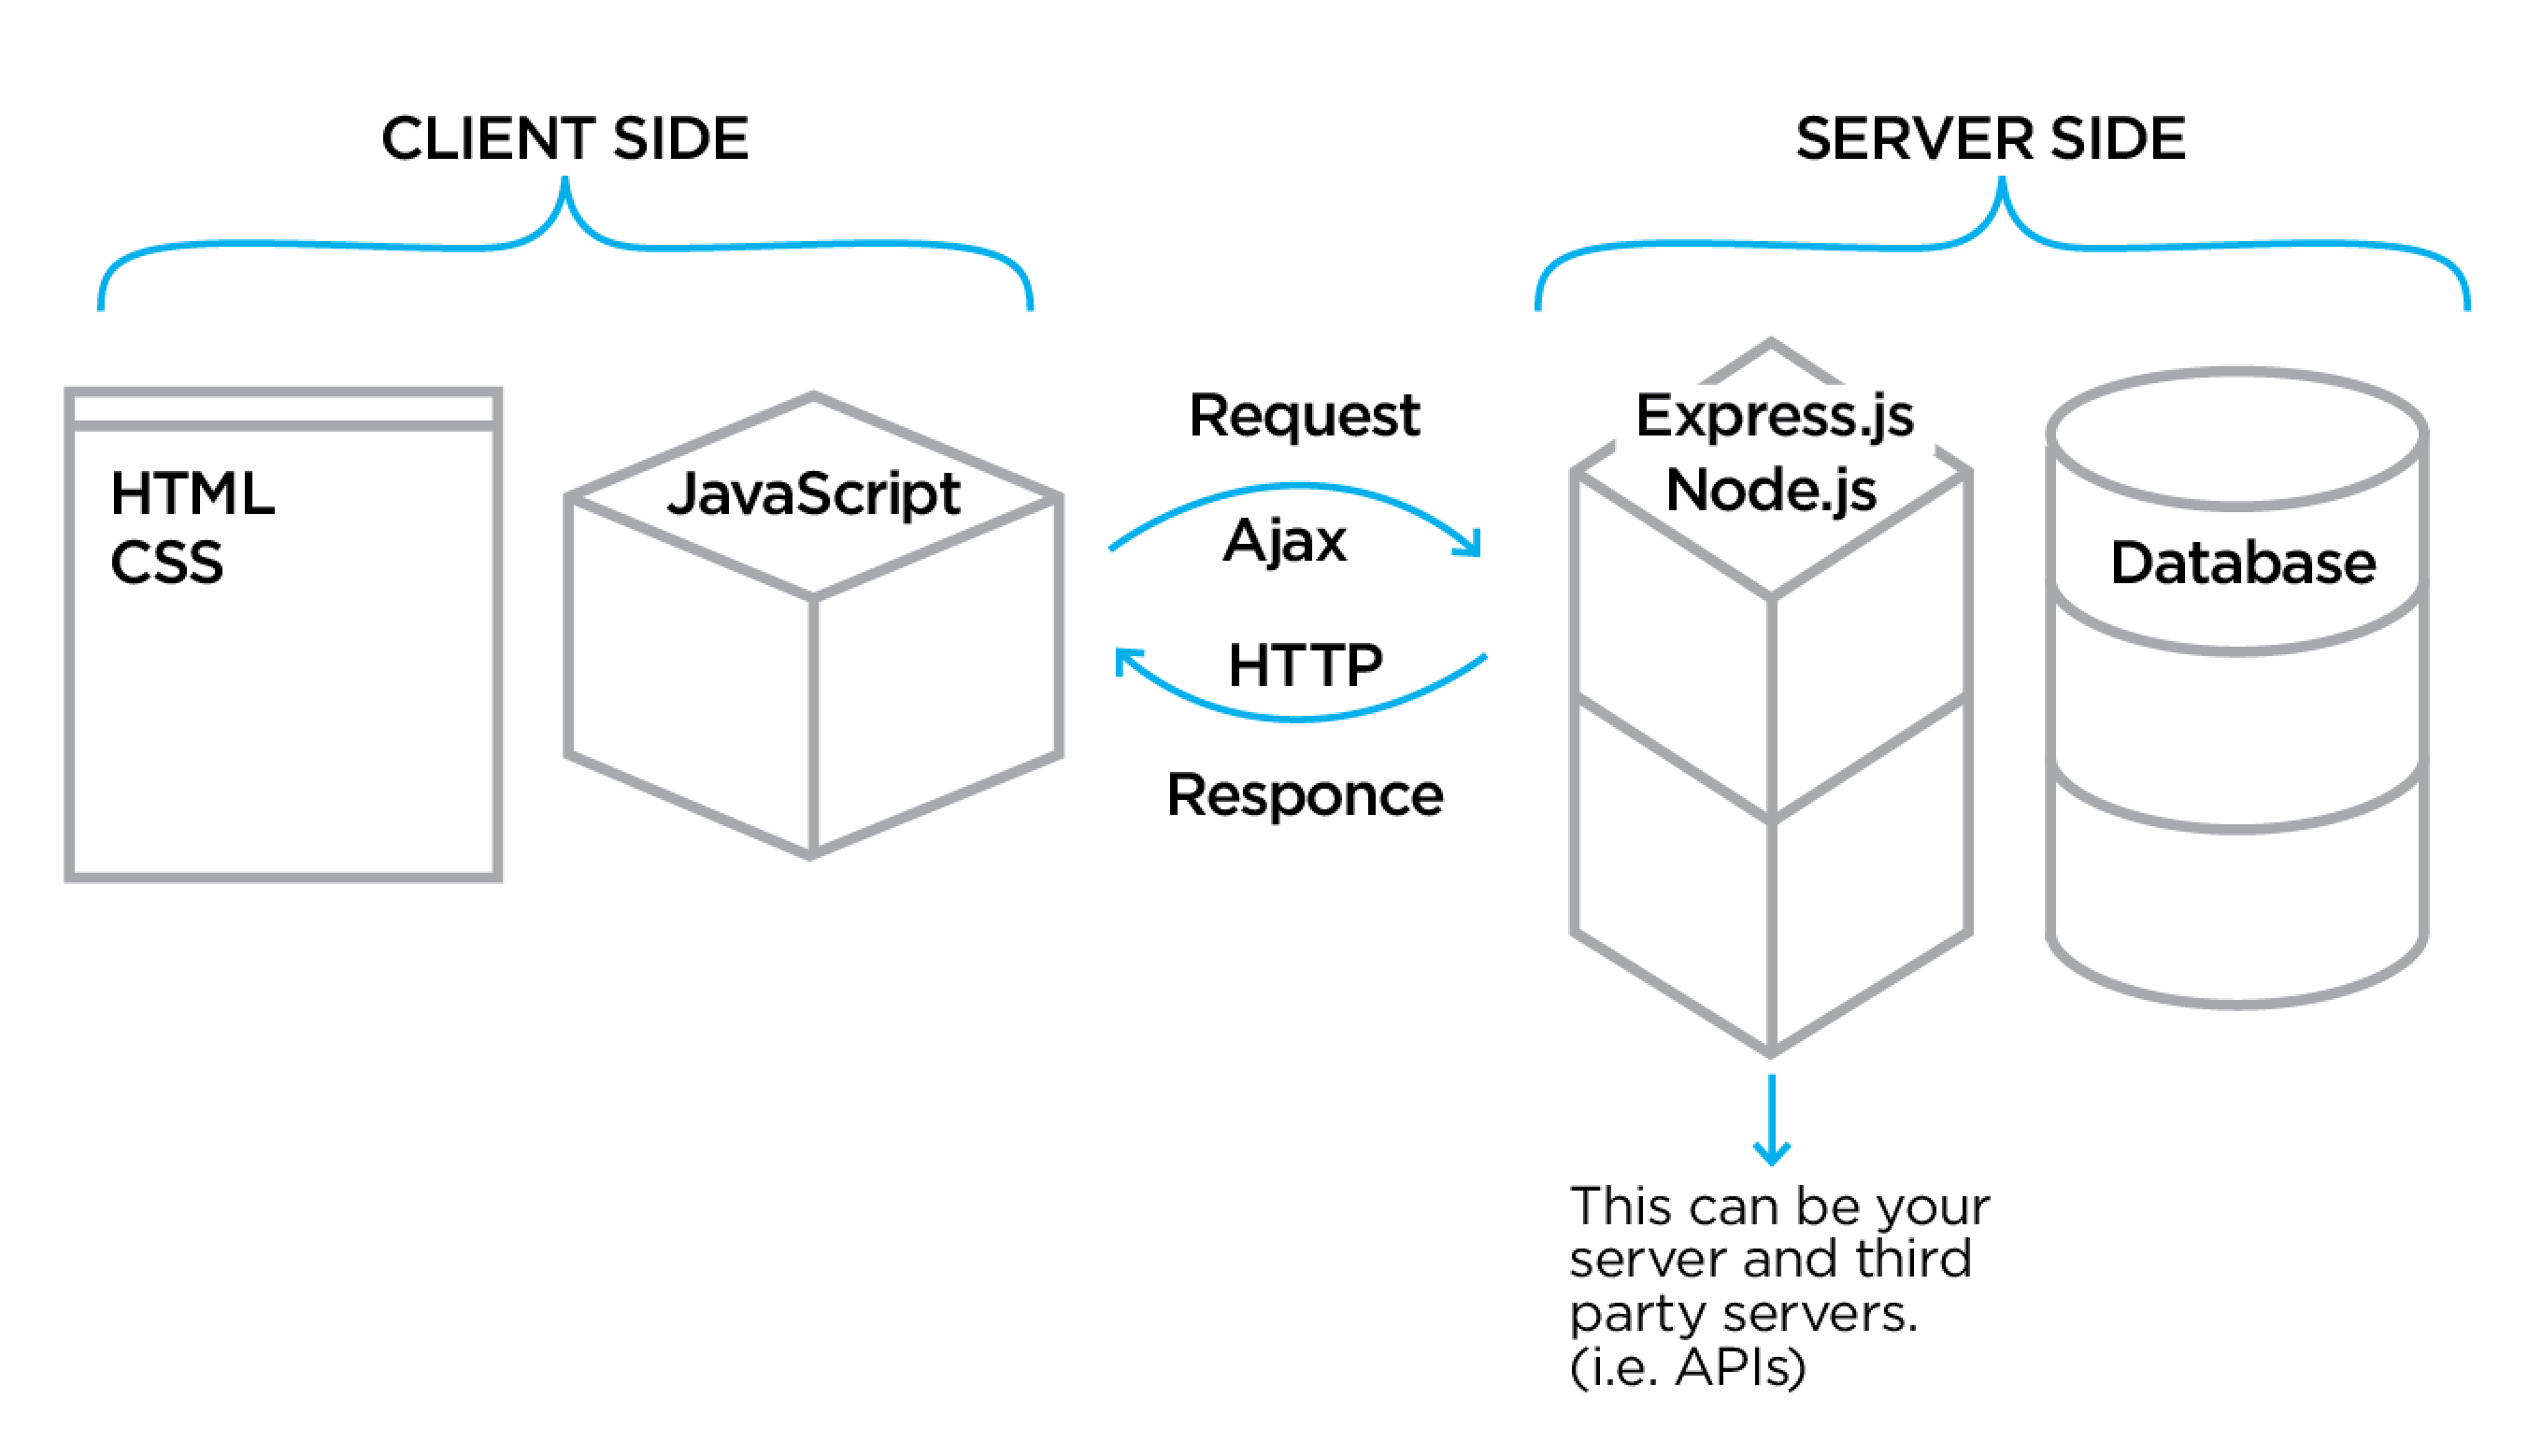 CLIENT SIDE
SERVER SIDE
HTML
CSS
JavaScript
Request
Ajax
HTTP
Responce
Express.js
Node.js
Database
This can be your
server and third
party servers.
(i.e. APIs)